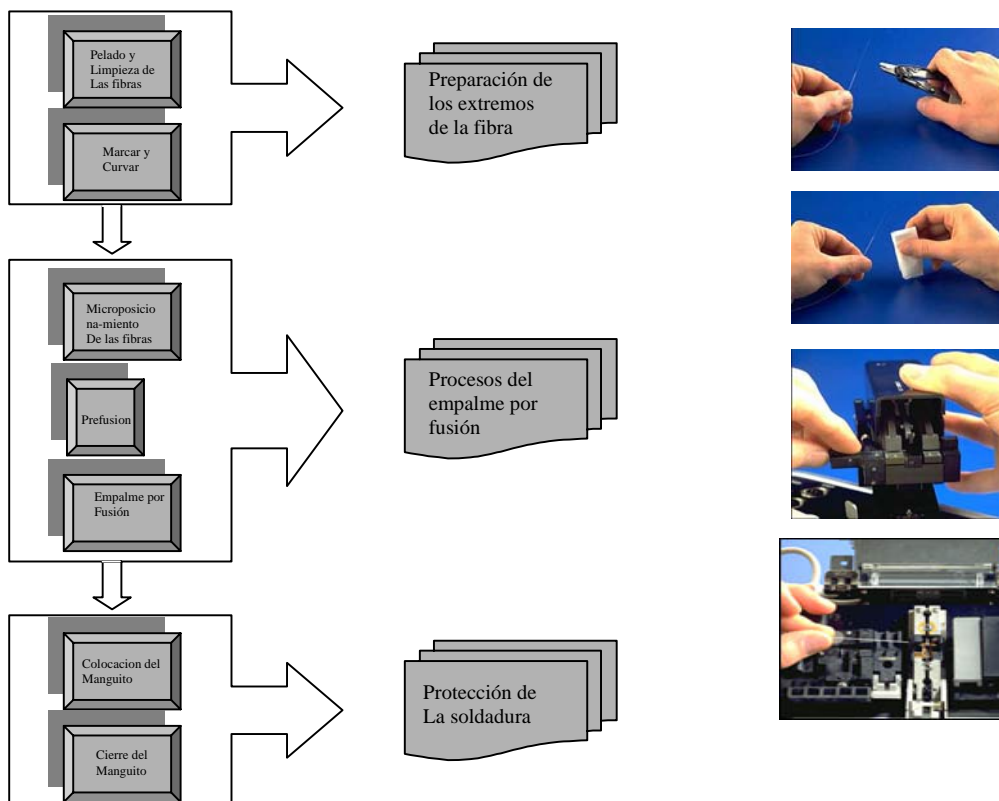 Pelado y
Limpieza de
Las fibras
Marcar y
Curvar
Preparación de
los extremos
de la fibra
Microposicio
na-miento
De las fibras
Prefusion
Empalme por
Fusión
Procesos del
empalme por
fusión
Colocacion del
Manguito
Cierre del
Manguito
Protección de
La soldadura